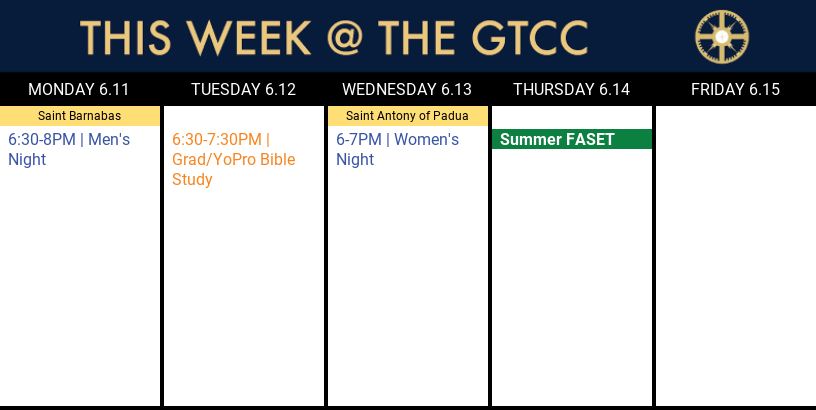 THIS WEEK @ THE GTCC
MONDAY 6.11
TUESDAY 6.12
WEDNESDAY 6.13
THURSDAY 6.14
FRIDAY 6.15
Saint Barnabas
6:30-8PM | Men's
Night
6:30-7:30PM |
Grad/YoPro Bible
Study
Saint Antony of Padua
6-7PM | Women's
Night
Summer FASET